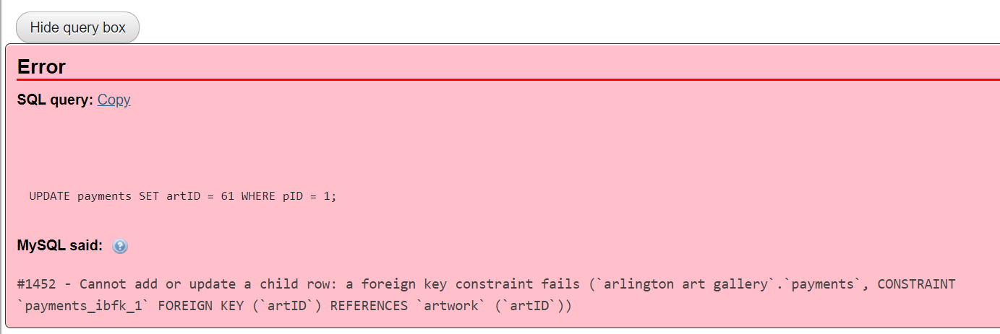 Hide query box
Error
SQL query: Copy
UPDATE payments SET artID = 61 WHERE pID = 1;
MySQL said:
#1452 - Cannot add or update a child row: a foreign key constraint fails (`arlington art gallery`.`payments`, CONSTRAINT
`payments_ibfk_1` FOREIGN KEY (`artID`) REFERENCES `artwork` (`artID`))